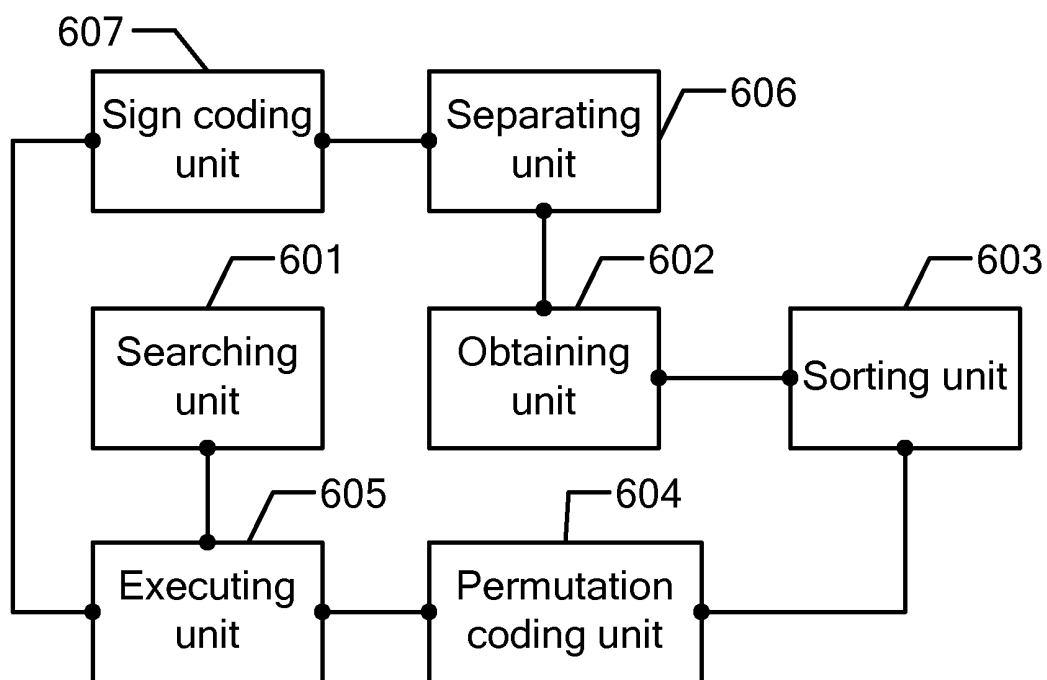 607
Sign coding
unit
Separating
unit
606
601
602
603
Searching
unit
Obtaining
unit
Sorting unit
605
604
Executing
unit
Permutation
coding unit